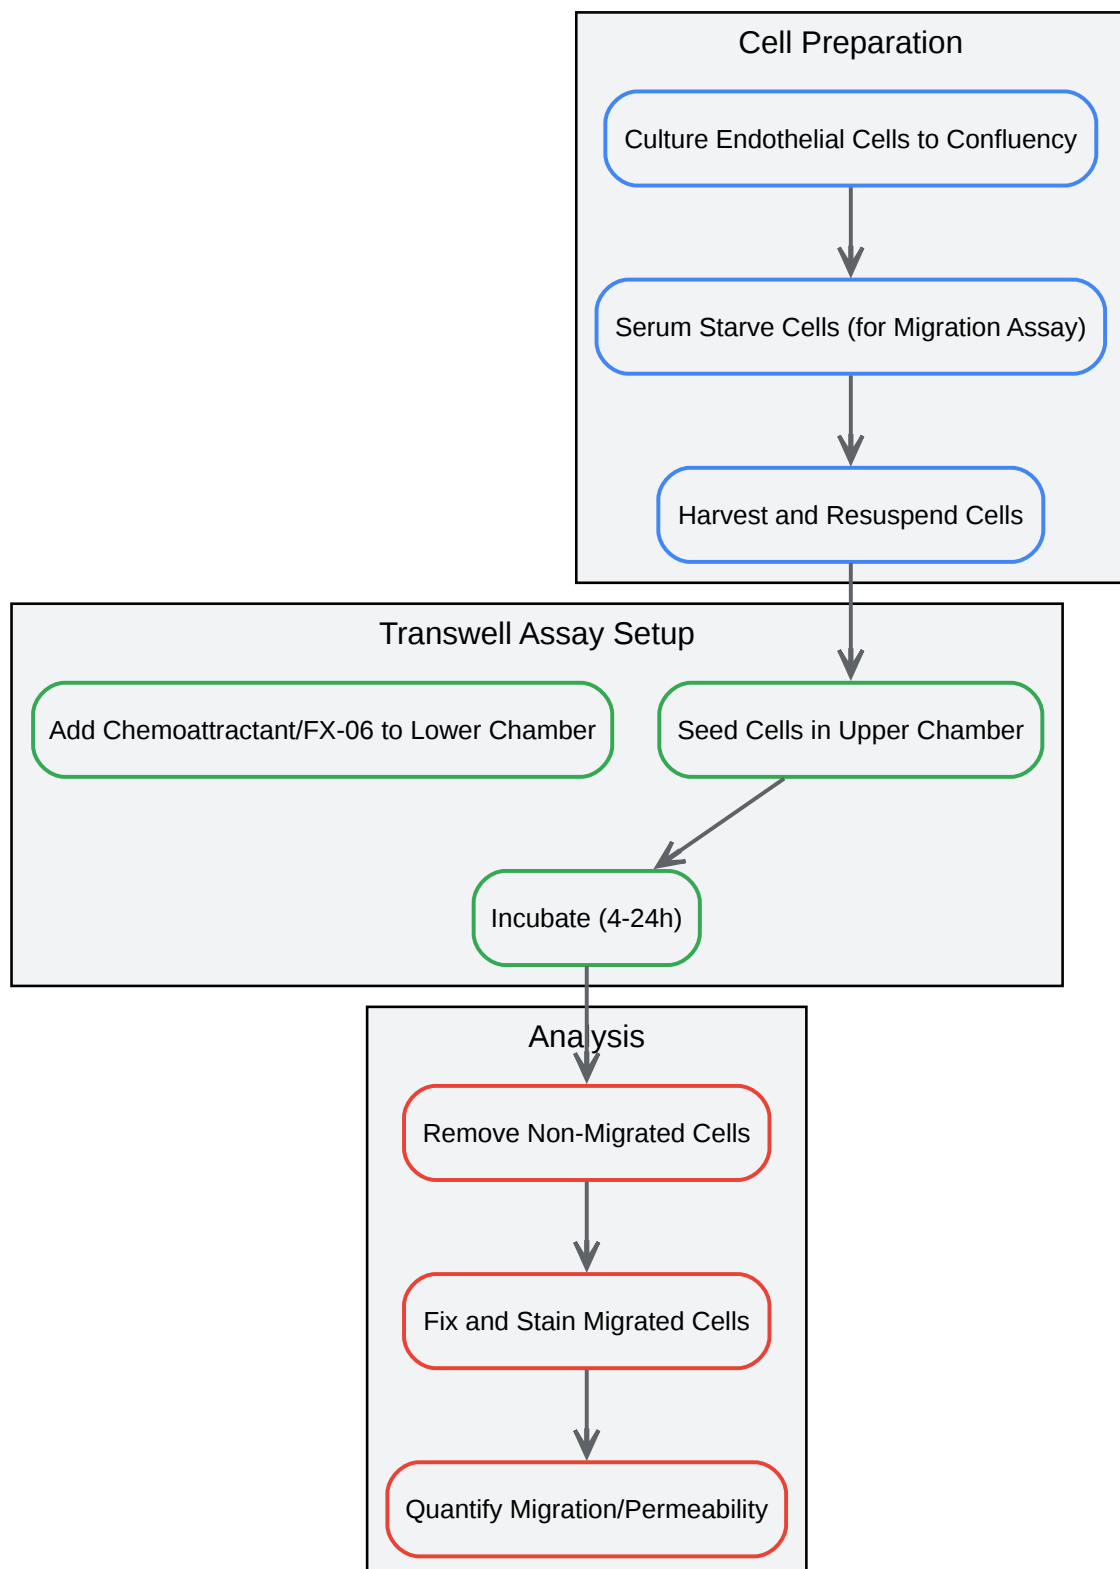 Cell Preparation
Culture Endothelial Cells to Confluency
Serum Starve Cells (for Migration Assay)
Harvest and Resuspend Cells
Transwell Assay Setup
Add Chemoattractant/FX-06 to Lower Chamber
Seed Cells in Upper Chamber
Incubate (4-24h)
Analysis
Remove Non-Migrated Cells
Fix and Stain Migrated Cells
Quantify Migration/Permeability